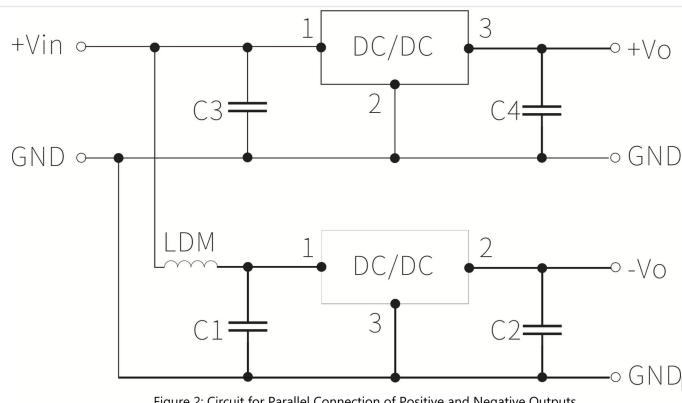 +Vin
1
DC/DC
3
+Vo
C3
2
C4
GND
GND
LDM
1
DC/DC
2
-Vo
C1
3
C2
GND
Figure 2: Circuit for Parallel Connection of Positive and Negative Outputs